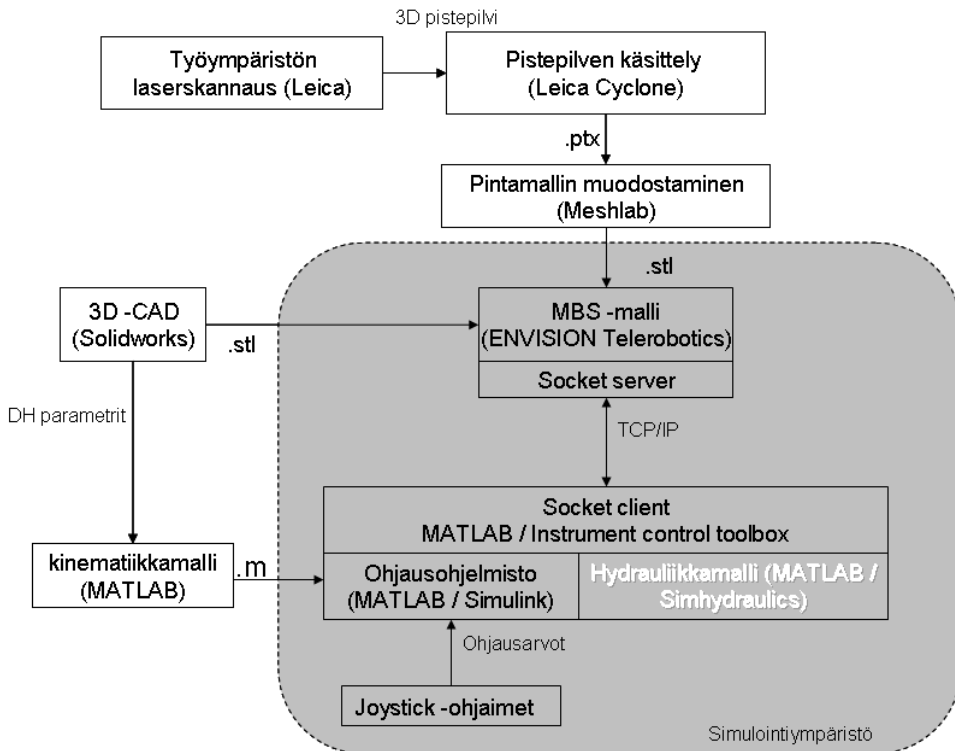 3D pistepilvi
Työympäristön
laserskannaus (Leica)
Pistepilven käsittely
(Leica Cyclone)
.ptx
Pintamallin muodostaminen
(Meshlab)
.stl
3D -CAD
(Solidworks)
.stl
MBS -malli
(ENVISION Telerobotics)
Socket server
DH parametrit
TCP/IP
Socket client
MATLAB / Instrument control toolbox
kinematiikkamalli
(MATLAB)
.m
Ohjausohjelmisto
(MATLAB / Simulink)
Hydrauliikkamalli (MATLAB /
Simhydraulics)
Ohjausarvot
Joystick -ohjaimet
Simulointiympäristö